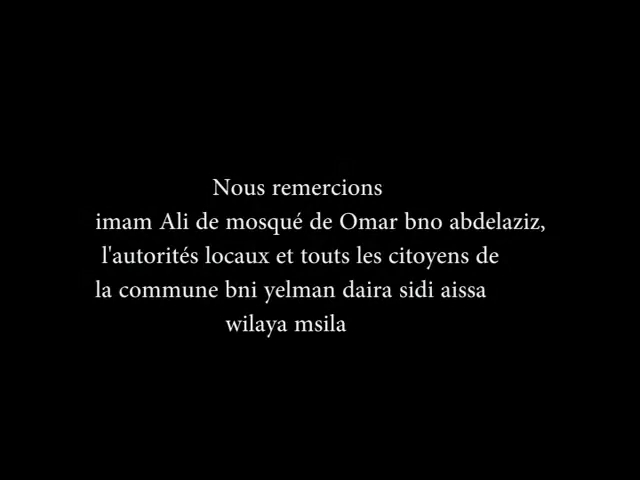 Nous remercions
imam Ali de mosqué de Omar bno abdelaziz,
l'autorités locaux et touts les citoyens de
la commune bni yelman daira sidi aissa
wilaya msila